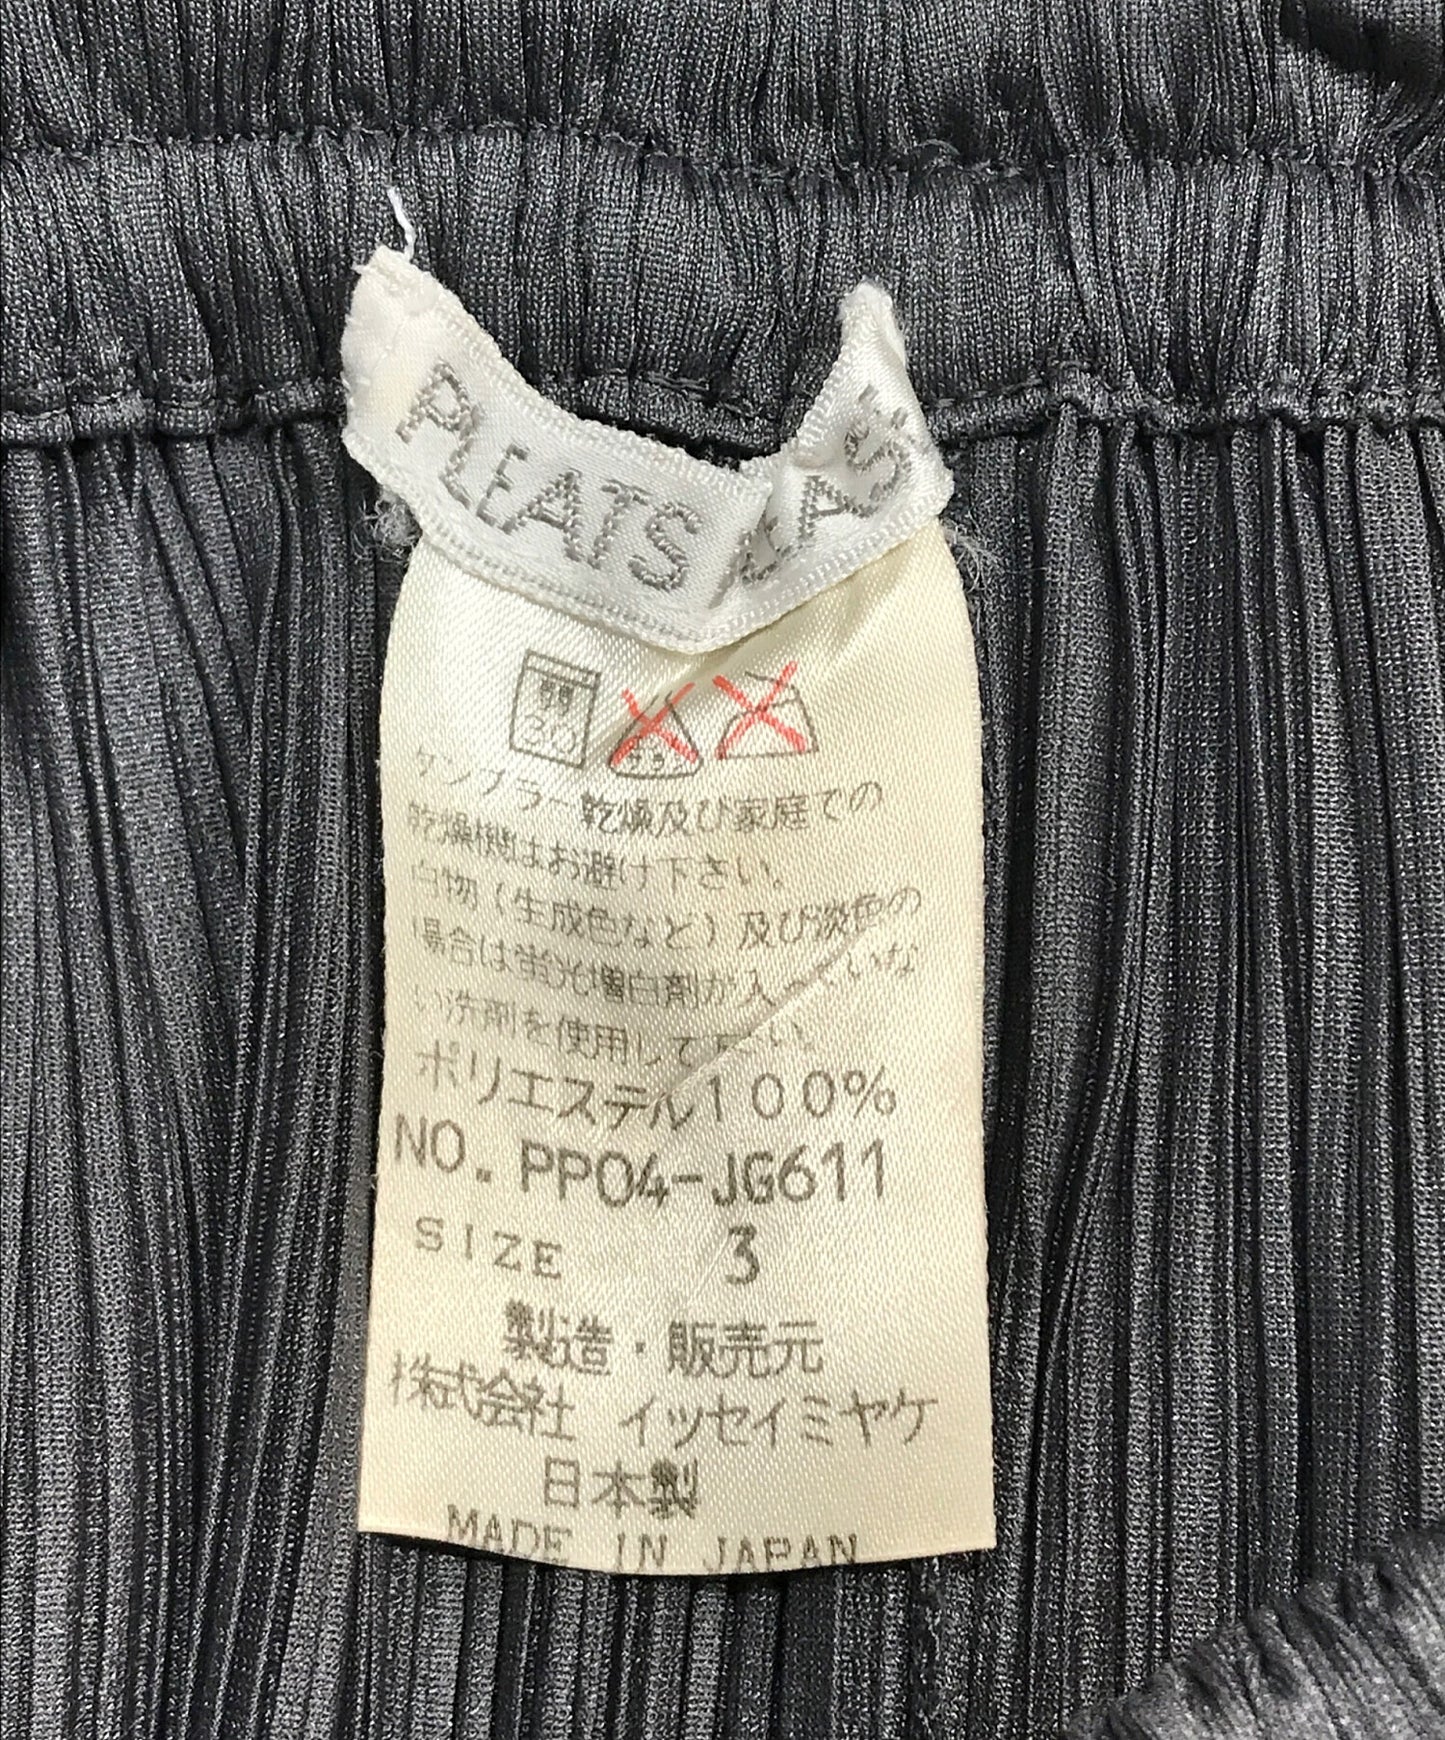 PLEATS PLEASE
弱
30
タンブラー乾燥及び家庭での
乾燥機はお避け下さい。
白物(生成色など)及び淡色の
場合は蛍光増白剤が入っていな
い洗剤を使用して下さい。
ポリエステル100%
NO. PP04-JG611
SIZE 3
製造・販売元
株式会社 イッセイミヤケ
日本製
MADE IN JAPAN